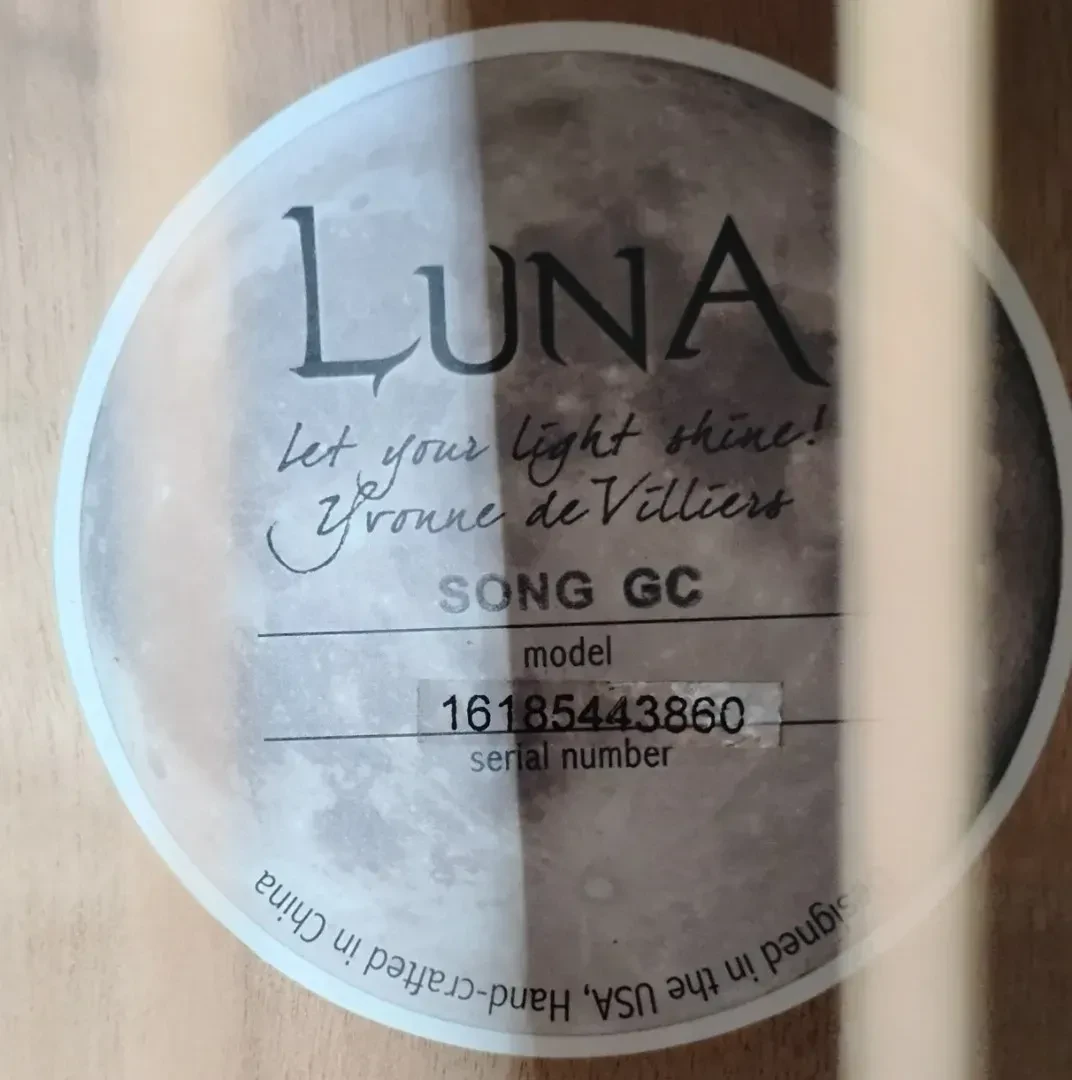 LUNA
let your light shine!
Yvonne de Villiers
SONG GC
model
16185443860
serial number
signed in the USA, Hand-crafted in China